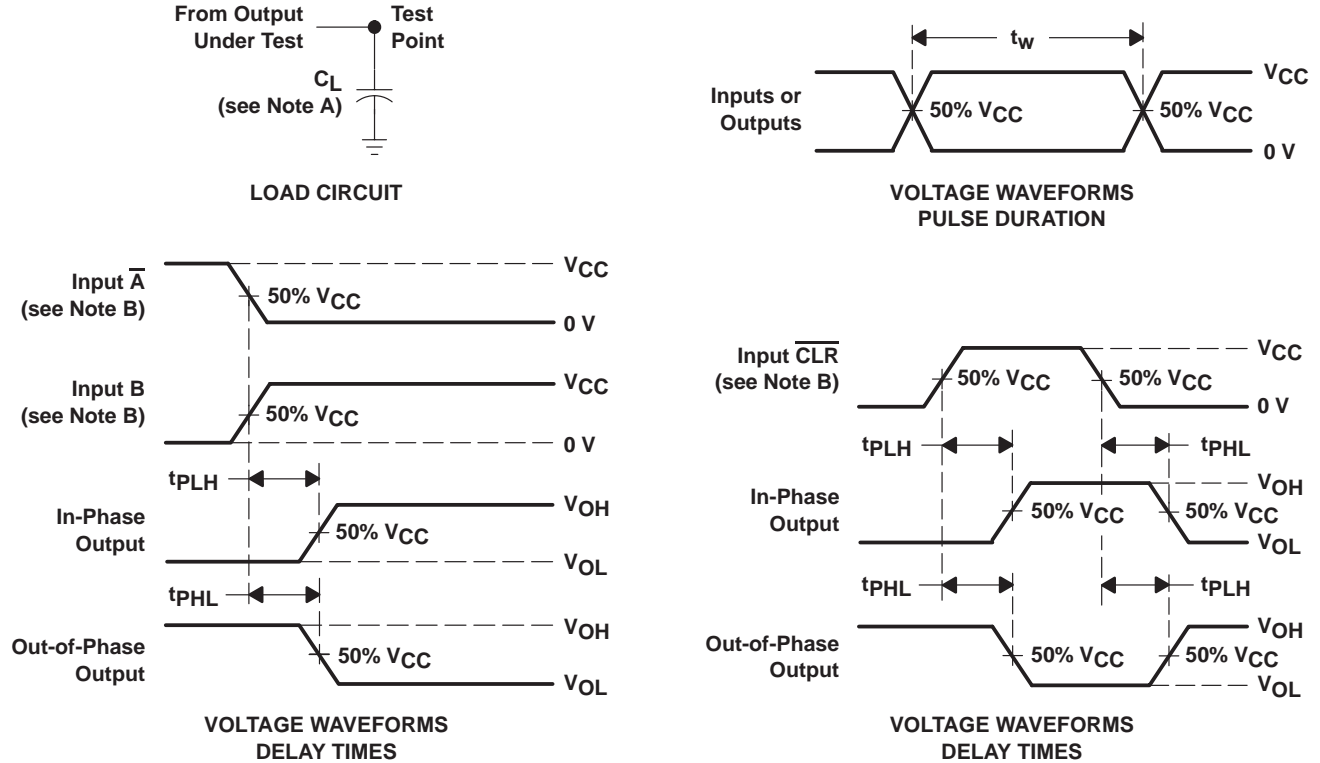 From Output
Under Test
Test
Point
CL
(see Note A)
LOAD CIRCUIT
tw
Inputs or
Outputs
50% VCC
50% VCC
VCC
0 V
VOLTAGE WAVEFORMS
PULSE DURATION
Input A̅
(see Note B)
50% VCC
VCC
0 V
Input B
(see Note B)
50% VCC
VCC
0 V
tPLH
In-Phase
Output
50% VCC
VOH
VOL
tPHL
Out-of-Phase
Output
50% VCC
VOH
VOL
VOLTAGE WAVEFORMS
DELAY TIMES
Input C̅L̅R̅
(see Note B)
50% VCC
50% VCC
VCC
0 V
tPLH
tPHL
In-Phase
Output
50% VCC
50% VCC
VOH
VOL
tPHL
tPLH
Out-of-Phase
Output
50% VCC
50% VCC
VOH
VOL
VOLTAGE WAVEFORMS
DELAY TIMES